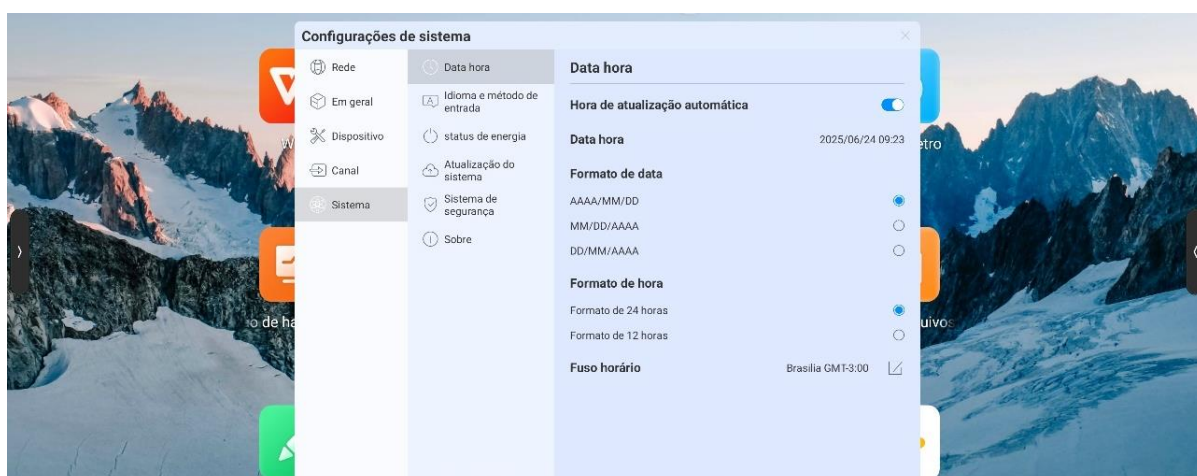 Configurações de sistema
Rede
Em geral
Dispositivo
Canal
Sistema
Data hora
Idioma e método de
entrada
status de energia
Atualização do
sistema
Sistema de
segurança
Sobre
Data hora
Hora de atualização automática
Data hora 2025/06/24 09:23
Formato de data
AAAA/MM/DD
MM/DD/AAAA
DD/MM/AAAA
Formato de hora
Formato de 24 horas
Formato de 12 horas
Fuso horário Brasilia GMT-3:00
etro
o de ha
uivos